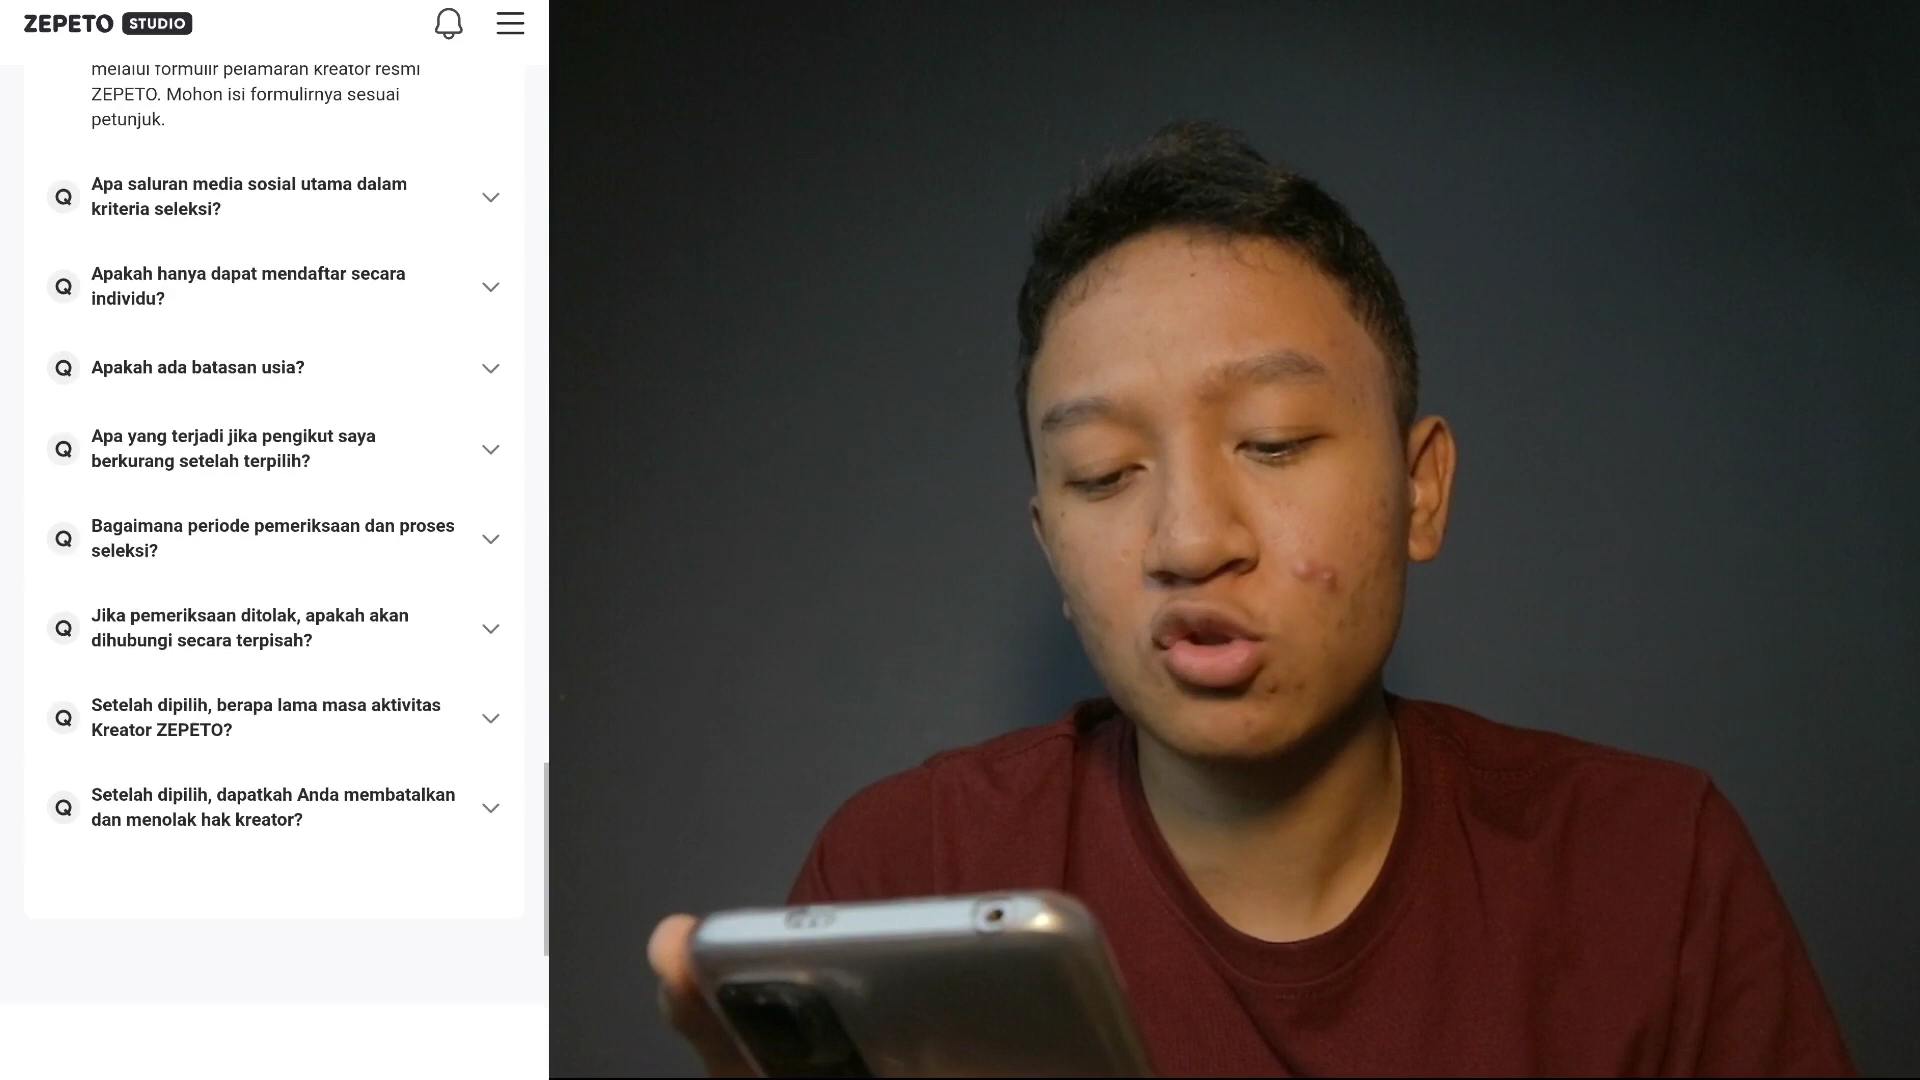 ZEPETO STUDIO
melalui formulir pelamaran kreator resmi
ZEPETO. Mohon isi formulirnya sesuai
petunjuk.
Q Apa saluran media sosial utama dalam
kriteria seleksi?
Q Apakah hanya dapat mendaftar secara
individu?
Q Apakah ada batasan usia?
Q Apa yang terjadi jika pengikut saya
berkurang setelah terpilih?
Q Bagaimana periode pemeriksaan dan proses
seleksi?
Q Jika pemeriksaan ditolak, apakah akan
dihubungi secara terpisah?
Q Setelah dipilih, berapa lama masa aktivitas
Kreator ZEPETO?
Q Setelah dipilih, dapatkah Anda membatalkan
dan menolak hak kreator?